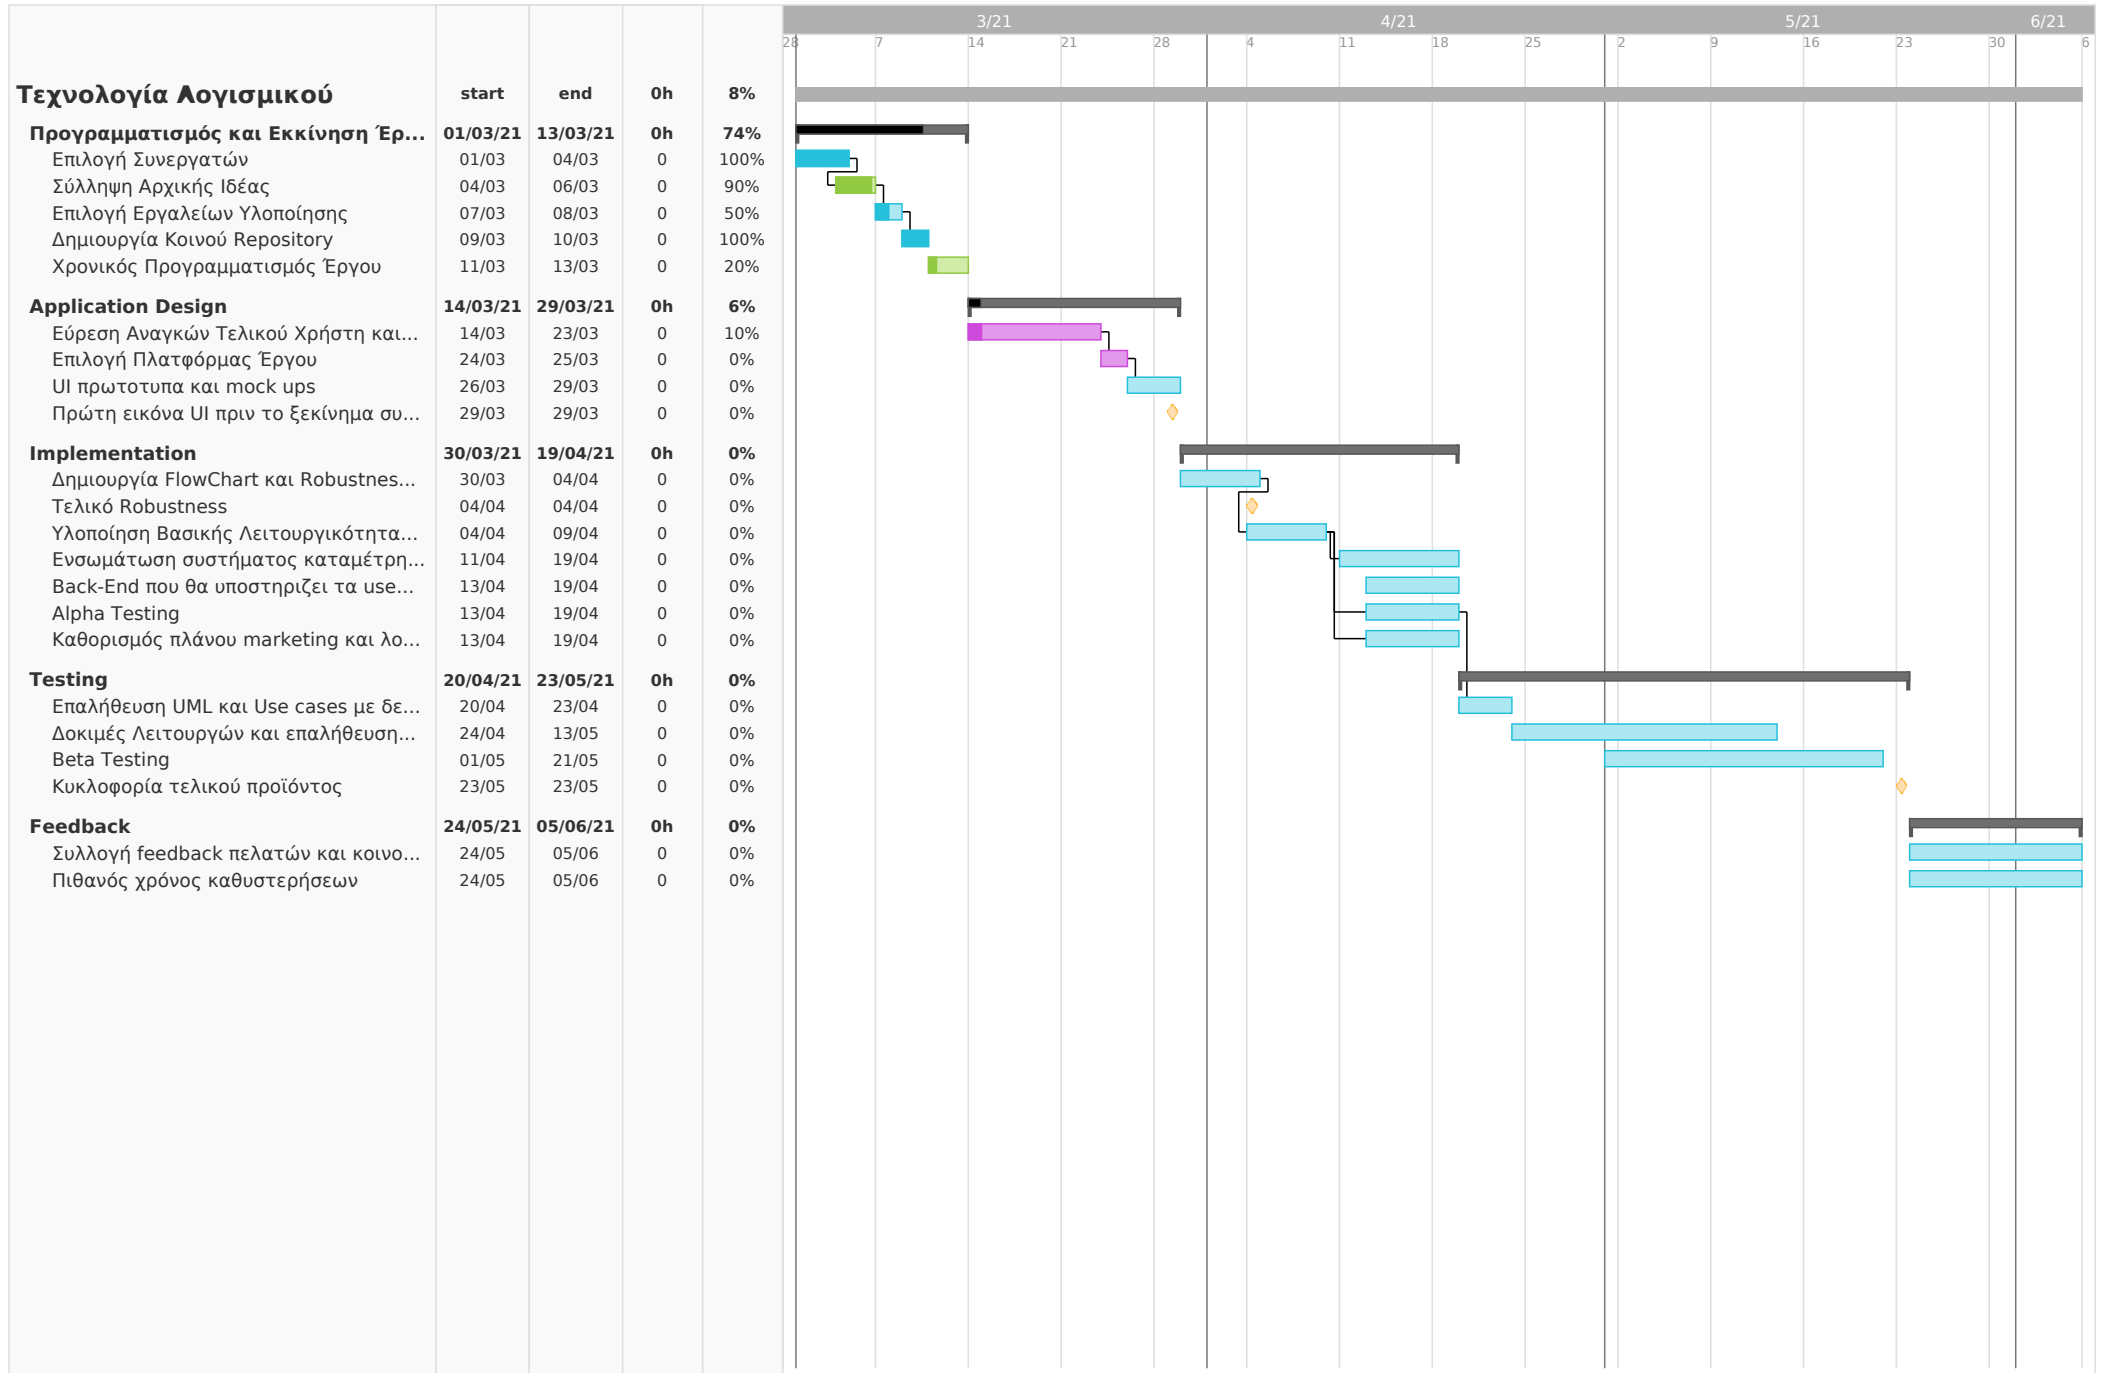 3/21 4/21 5/21 6/21
28 7 14 21 28 4 11 18 25 2 9 16 23 30 6
Τεχνολογία Λογισμικού start end 0h 8%
Προγραμματισμός και Εκκίνηση Έρ... 01/03/21 13/03/21 0h 74%
Επιλογή Συνεργατών 01/03 04/03 0 100%
Σύλληψη Αρχικής Ιδέας 04/03 06/03 0 90%
Επιλογή Εργαλείων Υλοποίησης 07/03 08/03 0 50%
Δημιουργία Κοινού Repository 09/03 10/03 0 100%
Χρονικός Προγραμματισμός Έργου 11/03 13/03 0 20%
Application Design 14/03/21 29/03/21 0h 6%
Εύρεση Αναγκών Τελικού Χρήστη και... 14/03 23/03 0 10%
Επιλογή Πλατφόρμας Έργου 24/03 25/03 0 0%
UI πρωτοτυπα και mock ups 26/03 29/03 0 0%
Πρώτη εικόνα UI πριν το ξεκίνημα συ... 29/03 29/03 0 0%
Implementation 30/03/21 19/04/21 0h 0%
Δημιουργία FlowChart και Robustnes... 30/03 04/04 0 0%
Τελικό Robustness 04/04 04/04 0 0%
Υλοποίηση Βασικής Λειτουργικότητα... 04/04 09/04 0 0%
Ενσωμάτωση συστήματος καταμέτρη... 11/04 19/04 0 0%
Back-End που θα υποστηριζει τα use... 13/04 19/04 0 0%
Alpha Testing 13/04 19/04 0 0%
Καθορισμός πλάνου marketing και λο... 13/04 19/04 0 0%
Testing 20/04/21 23/05/21 0h 0%
Επαλήθευση UML και Use cases με δε... 20/04 23/04 0 0%
Δοκιμές Λειτουργών και επαλήθευση... 24/04 13/05 0 0%
Beta Testing 01/05 21/05 0 0%
Κυκλοφορία τελικού προϊόντος 23/05 23/05 0 0%
Feedback 24/05/21 05/06/21 0h 0%
Συλλογή feedback πελατών και κοινο... 24/05 05/06 0 0%
Πιθανός χρόνος καθυστερήσεων 24/05 05/06 0 0%